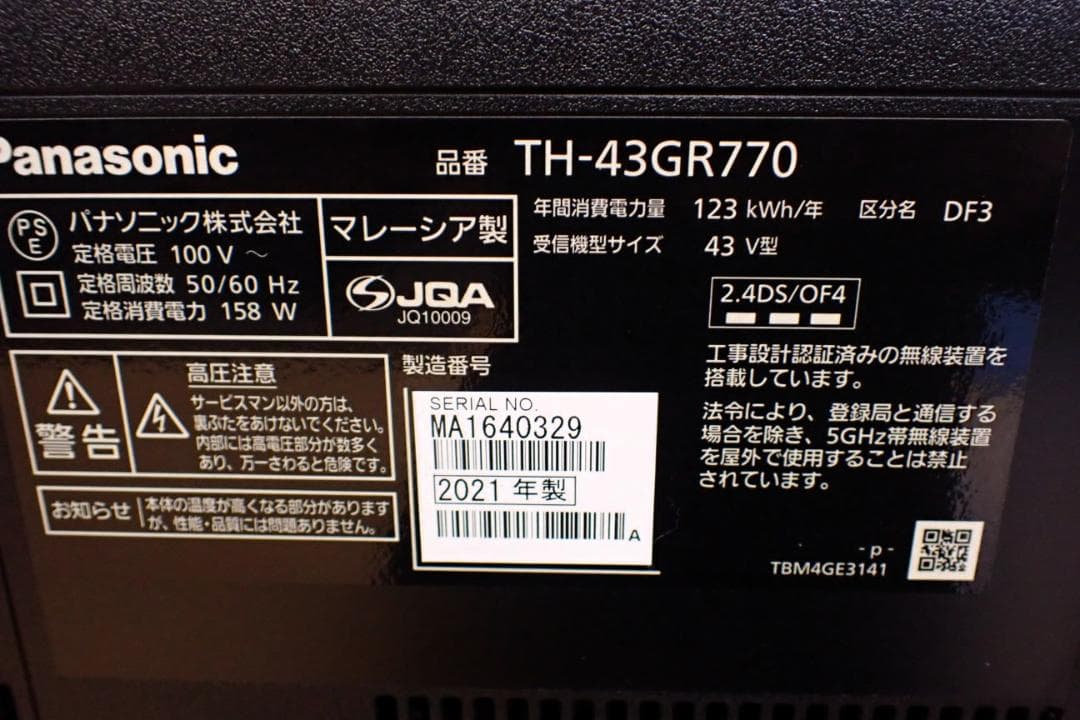 Panasonic
品番 TH-43GR770
PS
E
パナソニック株式会社
定格電圧 100 V ～
定格周波数 50/60 Hz
定格消費電力 158 W
マレーシア製
JQA
JQ10009
年間消費電力量 123 kWh/年 区分名 DF3
受信機型サイズ 43 V型
2.4DS/OF4
工事設計認証済みの無線装置を
搭載しています。
法令により、登録局と通信する
場合を除き、5GHz帯無線装置
を屋外で使用することは禁止
されています。
警告
高圧注意
サービスマン以外の方は、
裏ぶたをあけないでください。
内部には高電圧部分が数多く
あり、万一さわると危険です。
お知らせ
本体の温度が高くなる部分があります
が、性能・品質には問題ありません。
製造番号
SERIAL NO.
MA1640329
2021 年製
A
- p -
TBM4GE3141